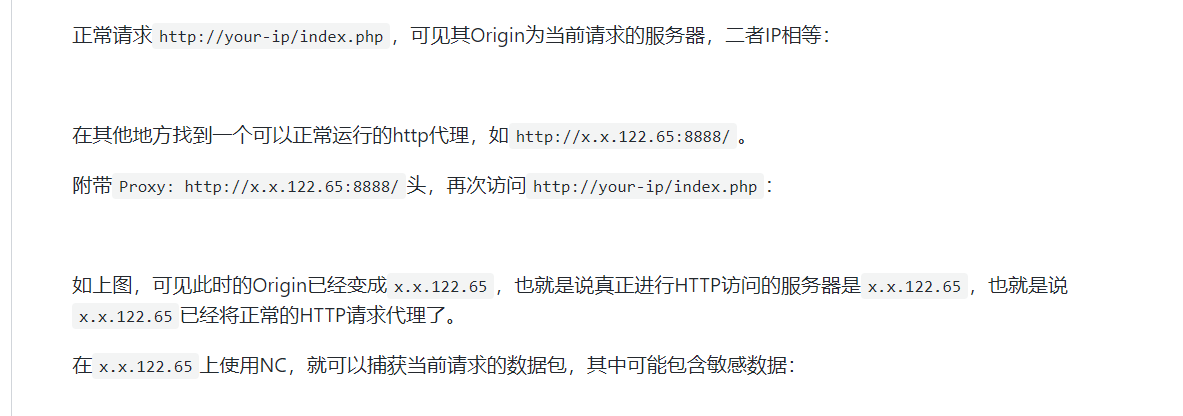 正常请求 http://your-ip/index.php ，可见其Origin为当前请求的服务器，二者IP相等：
在其他地方找到一个可以正常运行的http代理，如 http://x.x.122.65:8888/ 。
附带 Proxy: http://x.x.122.65:8888/ 头，再次访问 http://your-ip/index.php ：
如上图，可见此时的Origin已经变成 x.x.122.65 ，也就是说真正进行HTTP访问的服务器是 x.x.122.65 ，也就是说
x.x.122.65 已经将正常的HTTP请求代理了。
在 x.x.122.65 上使用NC，就可以捕获当前请求的数据包，其中可能包含敏感数据：